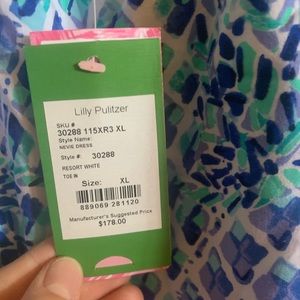 Lilly Pulitzer
SKU #
30288 115XR3 XL
Style Name:
NEVIE DRESS
Style #: 30288
RESORT WHITE
TOE IN
Size: XL
889069 281120
Manufacturer's Suggested Price
$178.00